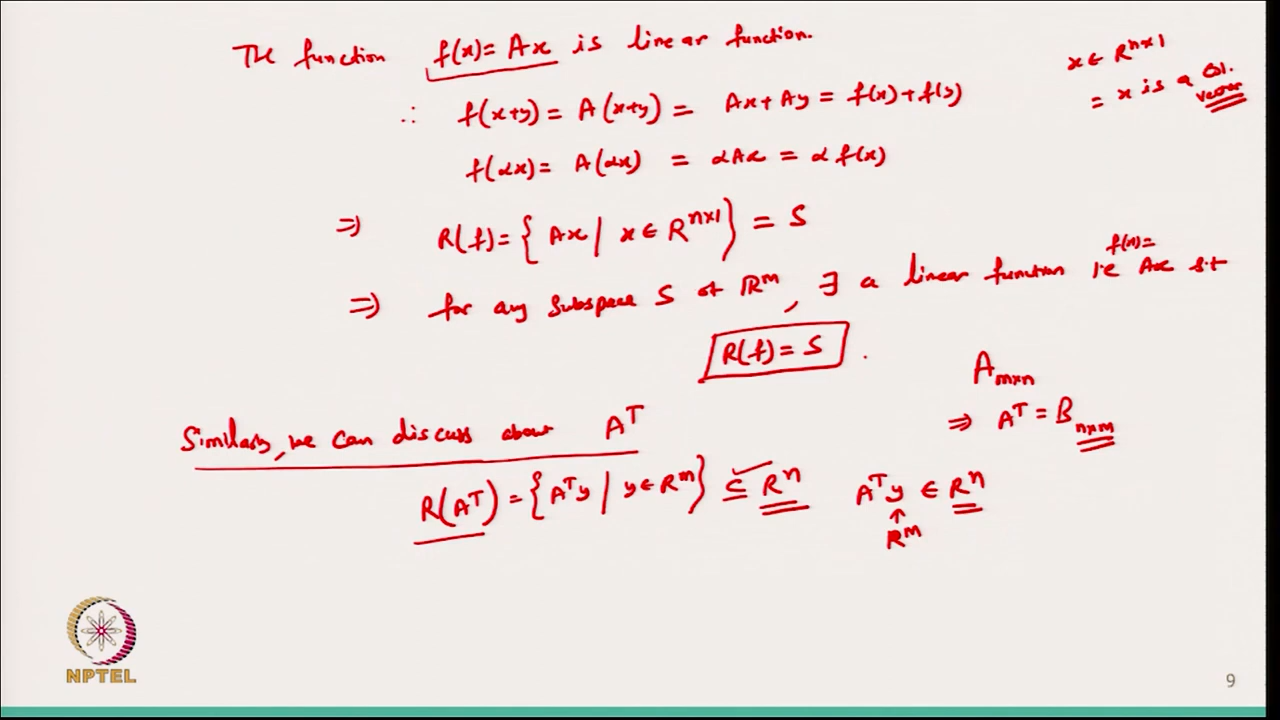 The function f(x) = Ax is linear function.
x ∈ R^{n×1}
= x is a Col. vector
∴ f(x+y) = A(x+y) = Ax + Ay = f(x) + f(y)
f(αx) = A(αx) = αAx = α f(x)
⇒ R(f) = { Ax | x ∈ R^{n×1} } = S
⇒ for any subspace S of R^m, ∃ a linear function i.e f(x)= Ax s.t
R(f) = S .
A_{m×n}
⇒ A^T = B_{n×m}
Similarly, we can discuss about A^T
R(A^T) = { A^T y | y ∈ R^m } ⊆ R^n A^T y ∈ R^n
↑
R^m
NPTEL
9